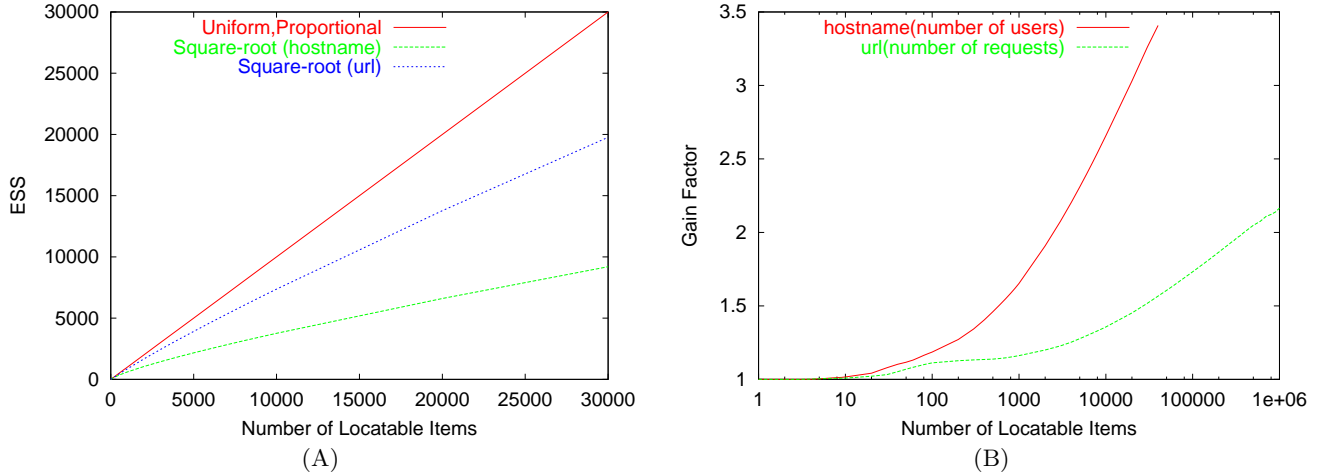 Uniform,Proportional
Square-root (hostname)
Square-root (url)
ESS
30000
25000
20000
15000
10000
5000
0
0 5000 10000 15000 20000 25000 30000
Number of Locatable Items
(A)
hostname(number of users)
url(number of requests)
Gain Factor
3.5
3
2.5
2
1.5
1
1 10 100 1000 10000 100000 1e+06
Number of Locatable Items
(B)